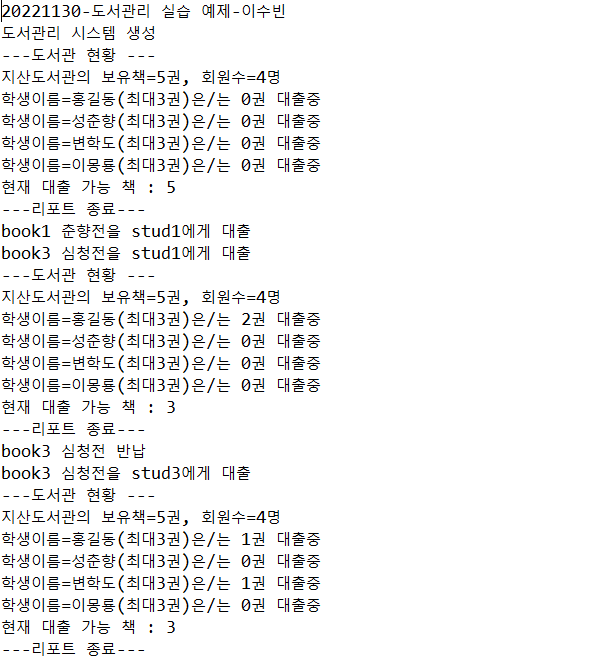 20221130-도서관리 실습 예제-이수빈
도서관리 시스템 생성
---도서관 현황 ---
지산도서관의 보유책=5권, 회원수=4명
학생이름=홍길동(최대3권)은/는 0권 대출중
학생이름=성춘향(최대3권)은/는 0권 대출중
학생이름=변학도(최대3권)은/는 0권 대출중
학생이름=이몽룡(최대3권)은/는 0권 대출중
현재 대출 가능 책 : 5
---리포트 종료---
book1 춘향전을 stud1에게 대출
book3 심청전을 stud1에게 대출
---도서관 현황 ---
지산도서관의 보유책=5권, 회원수=4명
학생이름=홍길동(최대3권)은/는 2권 대출중
학생이름=성춘향(최대3권)은/는 0권 대출중
학생이름=변학도(최대3권)은/는 0권 대출중
학생이름=이몽룡(최대3권)은/는 0권 대출중
현재 대출 가능 책 : 3
---리포트 종료---
book3 심청전 반납
book3 심청전을 stud3에게 대출
---도서관 현황 ---
지산도서관의 보유책=5권, 회원수=4명
학생이름=홍길동(최대3권)은/는 1권 대출중
학생이름=성춘향(최대3권)은/는 0권 대출중
학생이름=변학도(최대3권)은/는 1권 대출중
학생이름=이몽룡(최대3권)은/는 0권 대출중
현재 대출 가능 책 : 3
---리포트 종료---